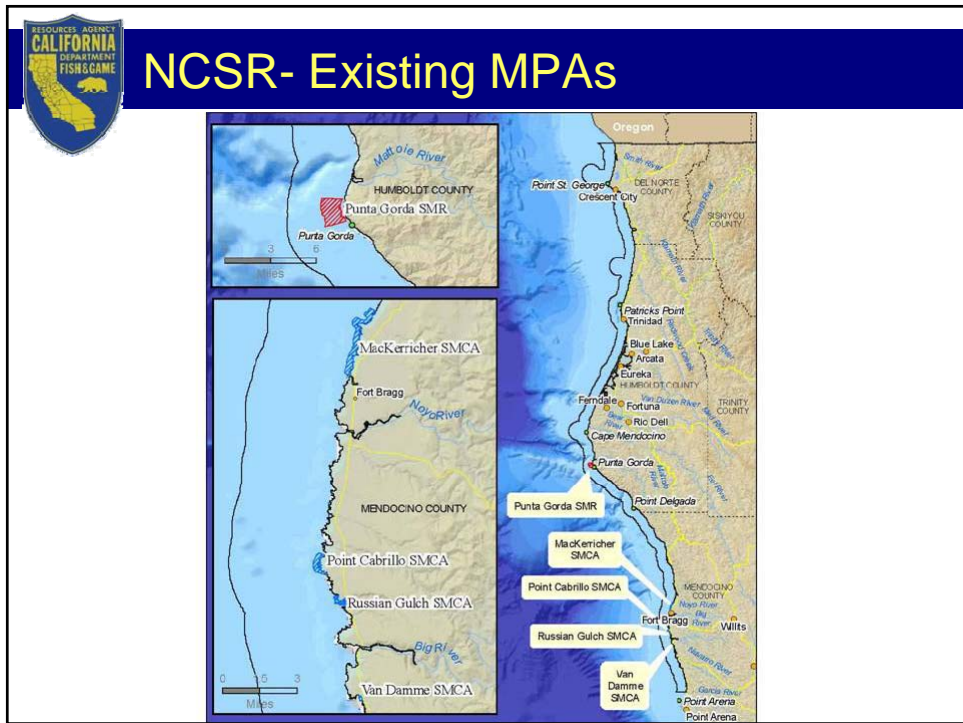 RESOURCES AGENCY
CALIFORNIA
DEPARTMENT
FISH&GAME
NCSR- Existing MPAs
Mattole River
HUMBOLDT COUNTY
Punta Gorda SMR
Punta Gorda
3
6
Miles
MacKerricher SMCA
Fort Bragg
Noyo River
MENDOCINO COUNTY
Point Cabrillo SMCA
Russian Gulch SMCA
Big River
Van Damme SMCA
0
1.5
3
Miles
Oregon
Smith River
Point St. George
DEL NORTE
COUNTY
Crescent City
SISKIYOU
COUNTY
Klamath River
Patricks Point
Trinidad
Redwood Creek
Trinity River
Blue Lake
Arcata
Eureka
HUMBOLDT COUNTY
Ferndale
Fortuna
Van Duzen River
TRINITY
COUNTY
Rio Dell
Cape Mendocino
Punta Gorda
Eel River
Punta Gorda SMR
Point Delgada
MacKerricher
SMCA
MENDOCINO
COUNTY
Point Cabrillo SMCA
Noyo River
Fort Bragg
Big
River
Willits
Russian Gulch SMCA
Navarro River
Van
Damme
SMCA
Garcia River
Point Arena
Point Arena